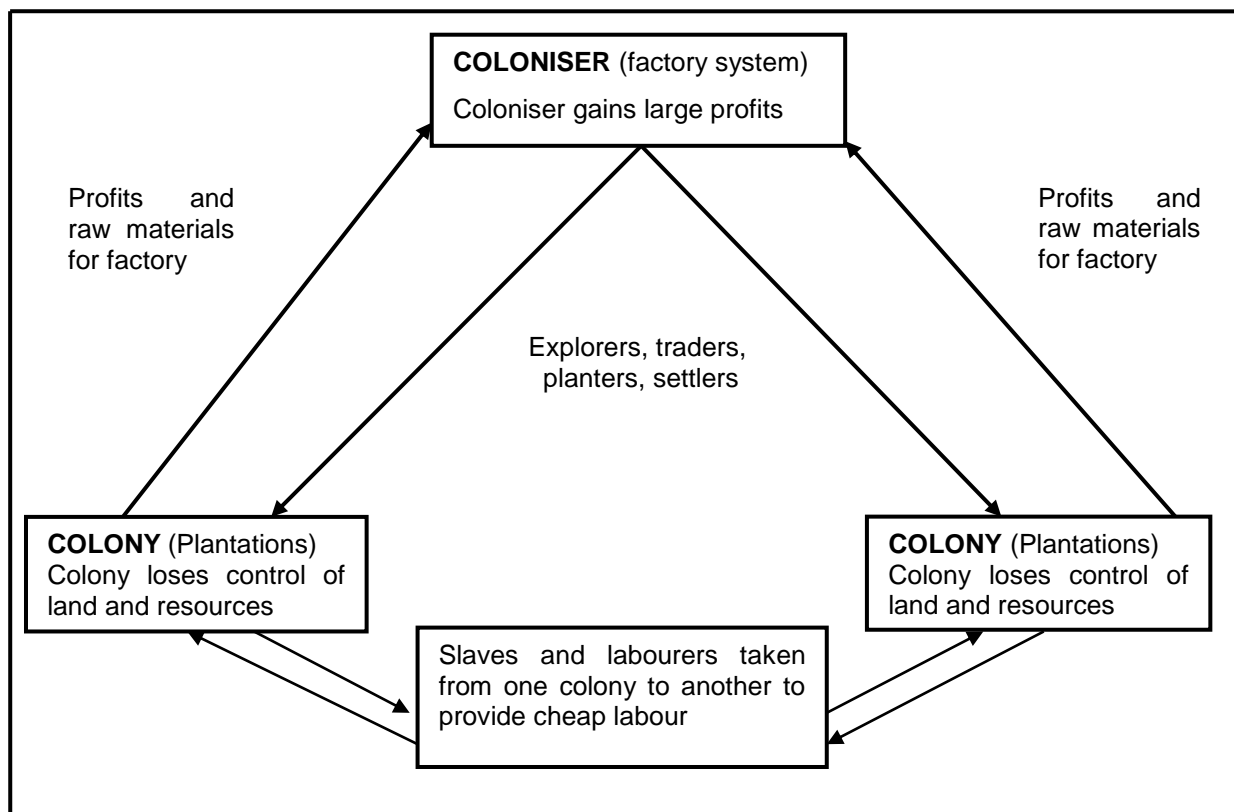 COLONISER (factory system)
Coloniser gains large profits
Profits and
raw materials
for factory
Profits and
raw materials
for factory
Explorers, traders,
planters, settlers
COLONY (Plantations)
Colony loses control of
land and resources
COLONY (Plantations)
Colony loses control of
land and resources
Slaves and labourers taken
from one colony to another to
provide cheap labour